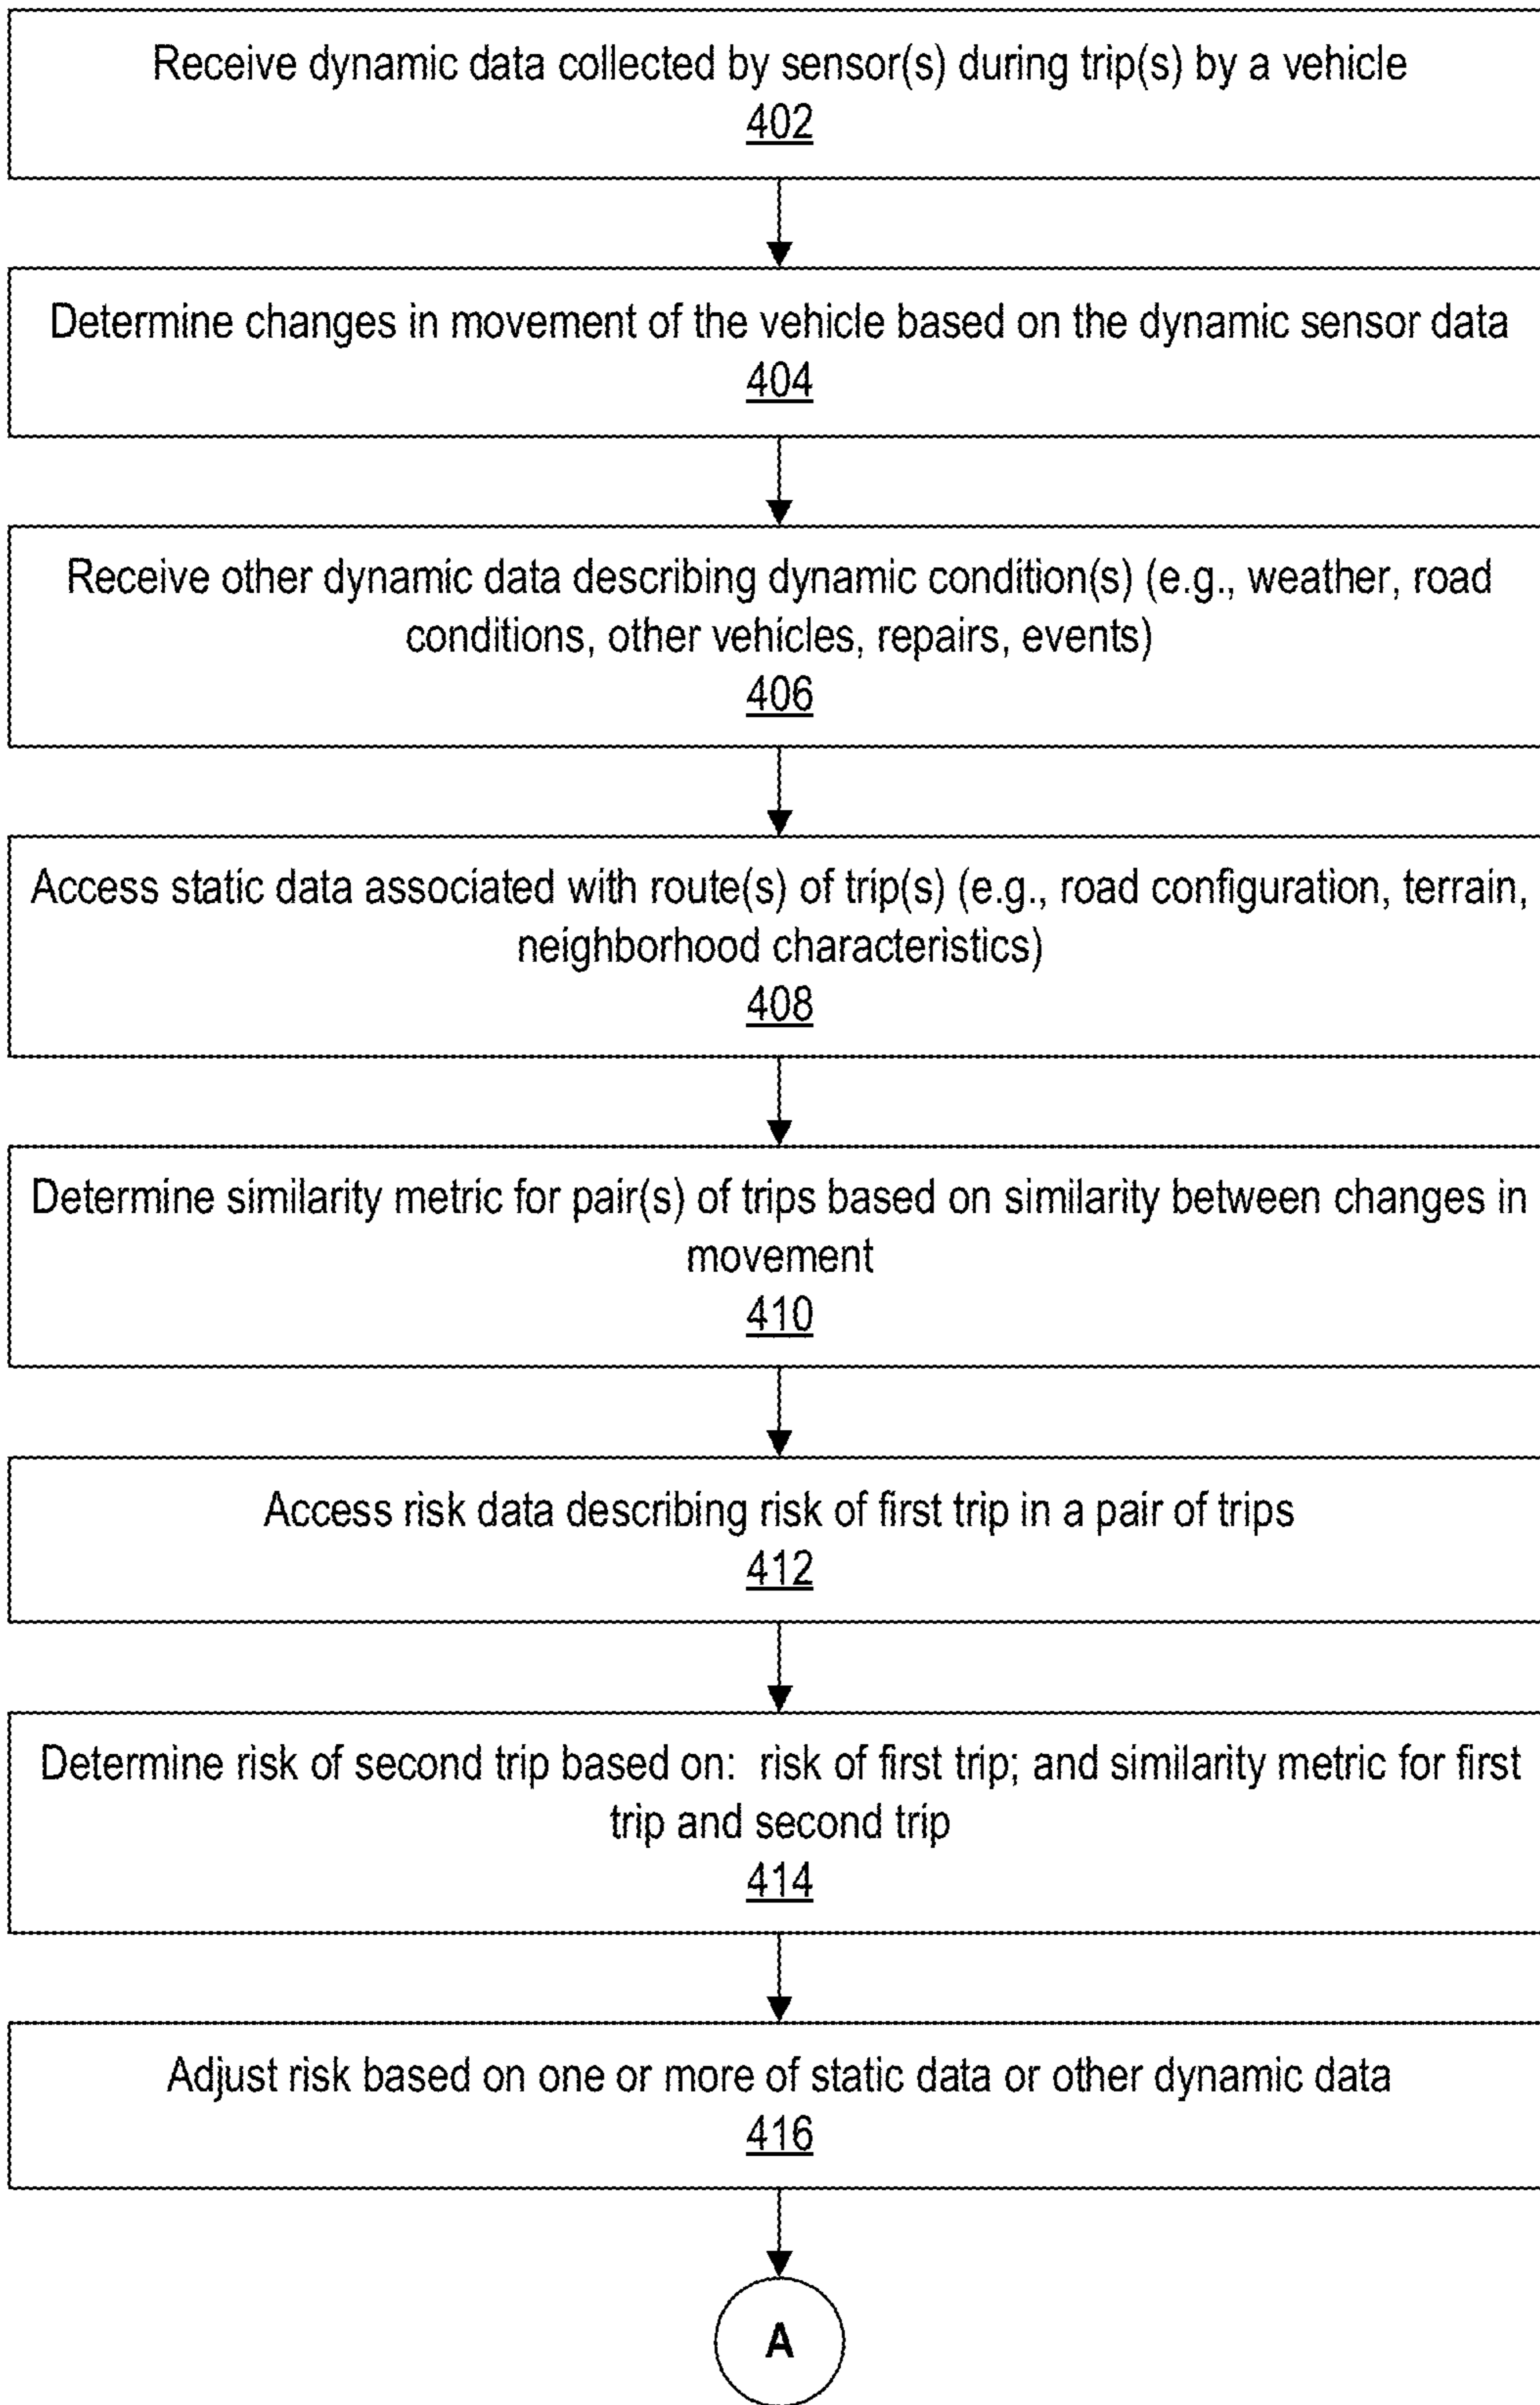 Receive dynamic data collected by sensor(s) during trip(s) by a vehicle
402
Determine changes in movement of the vehicle based on the dynamic sensor data
404
Receive other dynamic data describing dynamic condition(s) (e.g., weather, road
conditions, other vehicles, repairs, events)
406
Access static data associated with route(s) of trip(s) (e.g., road configuration, terrain,
neighborhood characteristics)
408
Determine similarity metric for pair(s) of trips based on similarity between changes in
movement
410
Access risk data describing risk of first trip in a pair of trips
412
Determine risk of second trip based on: risk of first trip; and similarity metric for first
trip and second trip
414
Adjust risk based on one or more of static data or other dynamic data
416
A